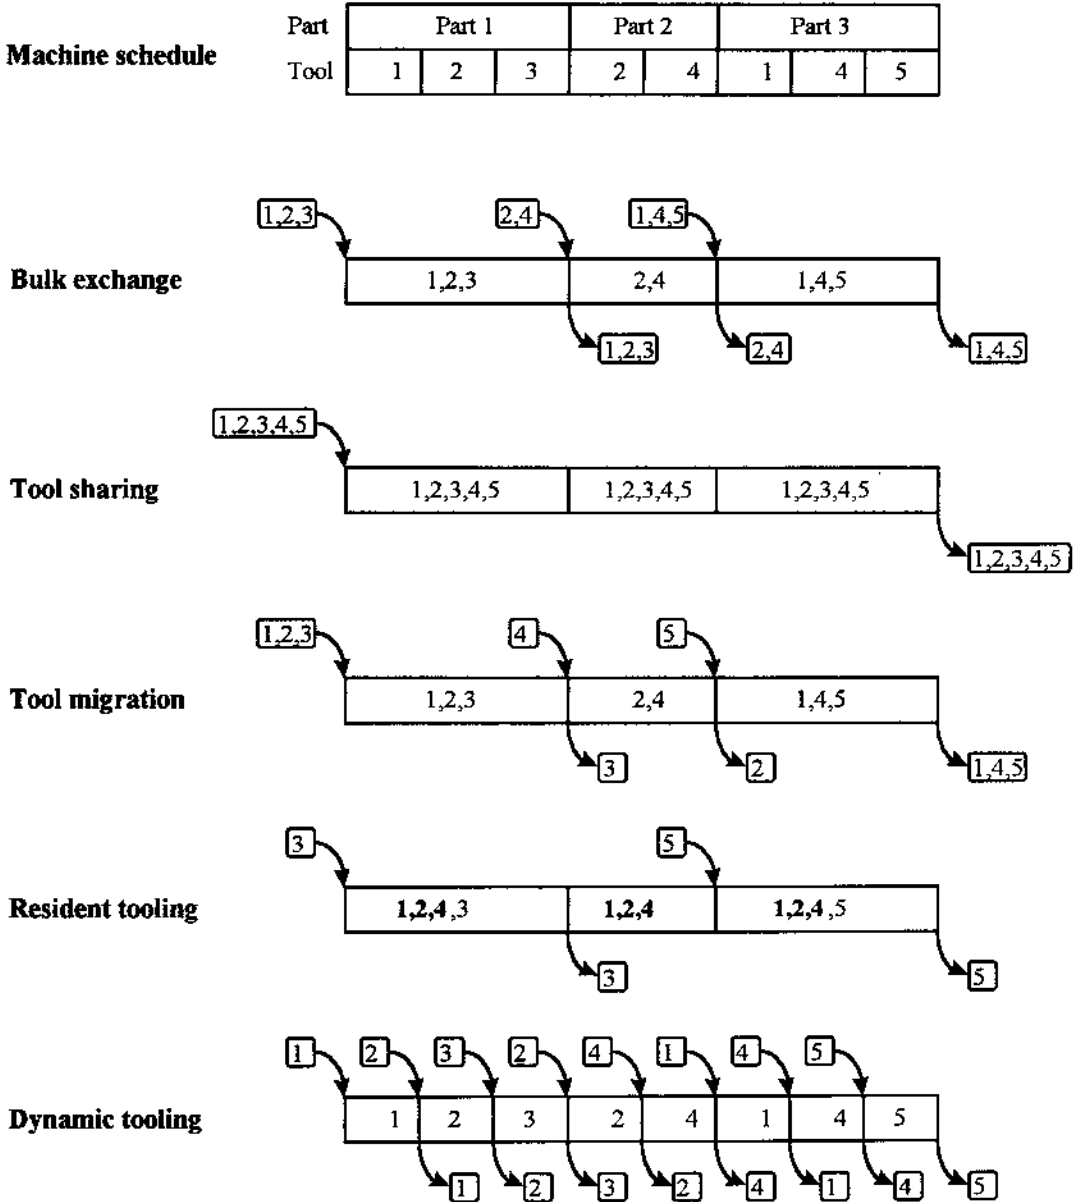 Part Part 1 Part 2 Part 3
Machine schedule
Tool 1 2 3 2 4 1 4 5
1,2,3 2,4 1,4,5
Bulk exchange 1,2,3 2,4 1,4,5
1,2,3 2,4 1,4,5
1,2,3,4,5
Tool sharing 1,2,3,4,5 1,2,3,4,5 1,2,3,4,5
1,2,3,4,5
1,2,3 4 5
Tool migration 1,2,3 2,4 1,4,5
3 2 1,4,5
3 5
Resident tooling 1,2,4,3 1,2,4 1,2,4,5
3 5
1 2 3 2 4 1 4 5
Dynamic tooling 1 2 3 2 4 1 4 5
1 2 3 2 4 1 4 5